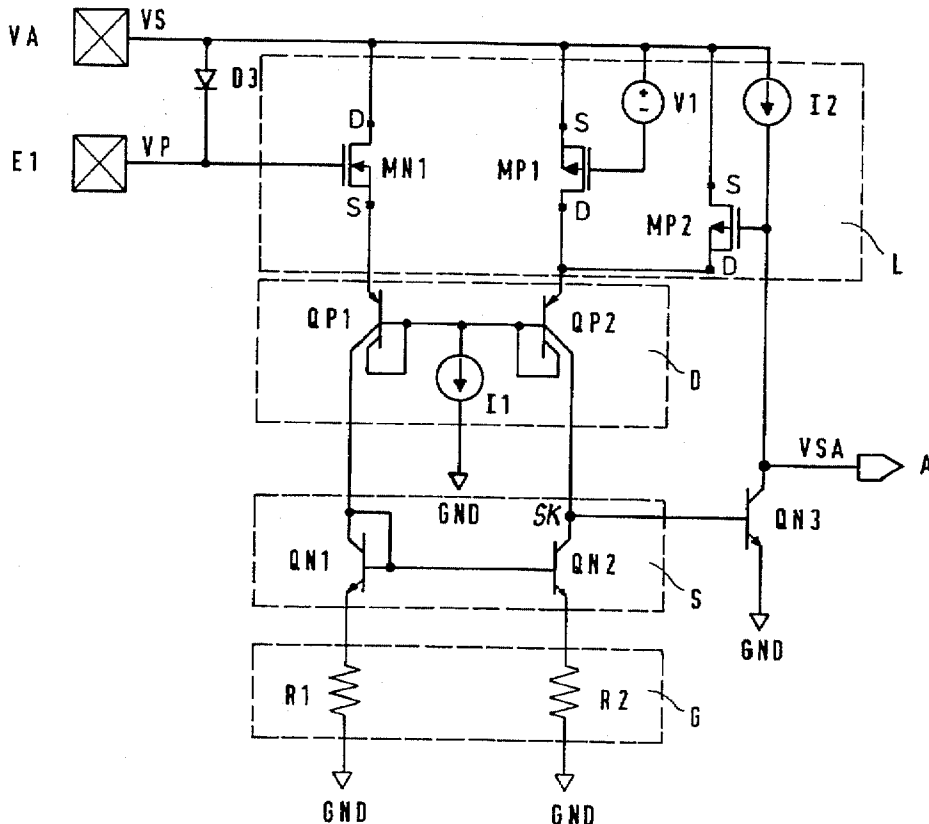 VA
VS
D3
V1
I2
E1
VP
D
S
MN1
MP1
S
D
S
MP2
D
L
QP1
QP2
I1
D
GND
VSA
A
SK
QN3
QN1
QN2
S
GND
R1
R2
G
GND
GND